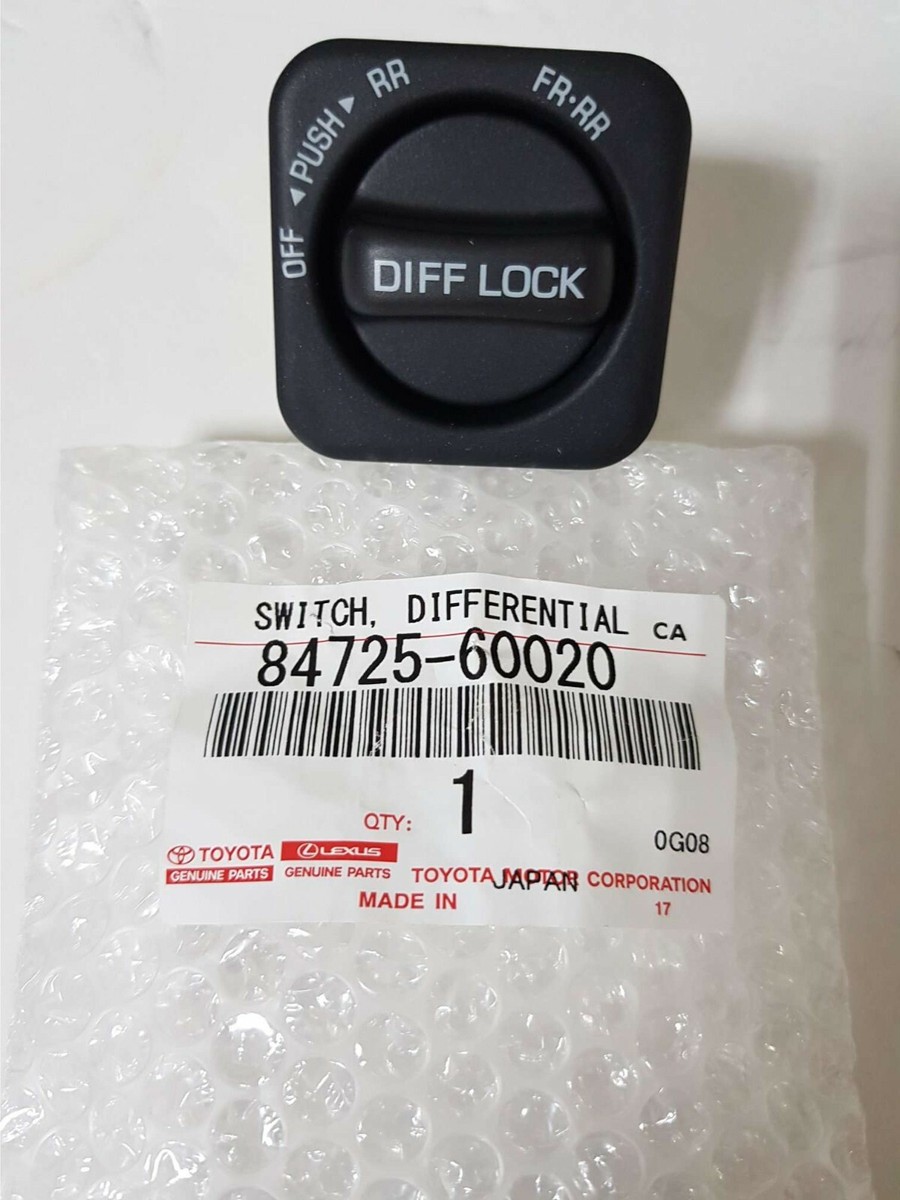 OFF ◀PUSH▶ RR FR·RR
DIFF LOCK
SWITCH, DIFFERENTIAL CA
84725-60020
QTY: 1
0G08
TOYOTA LEXUS
GENUINE PARTS GENUINE PARTS TOYOTA MOTOR CORPORATION
MADE IN JAPAN 17